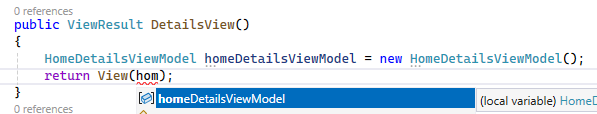 0 references
public ViewResult DetailsView()
{
HomeDetailsViewModel homeDetailsViewModel = new HomeDetailsViewModel();
return View(hom);
}
homeDetailsViewModel
(local variable) HomeD
0 references